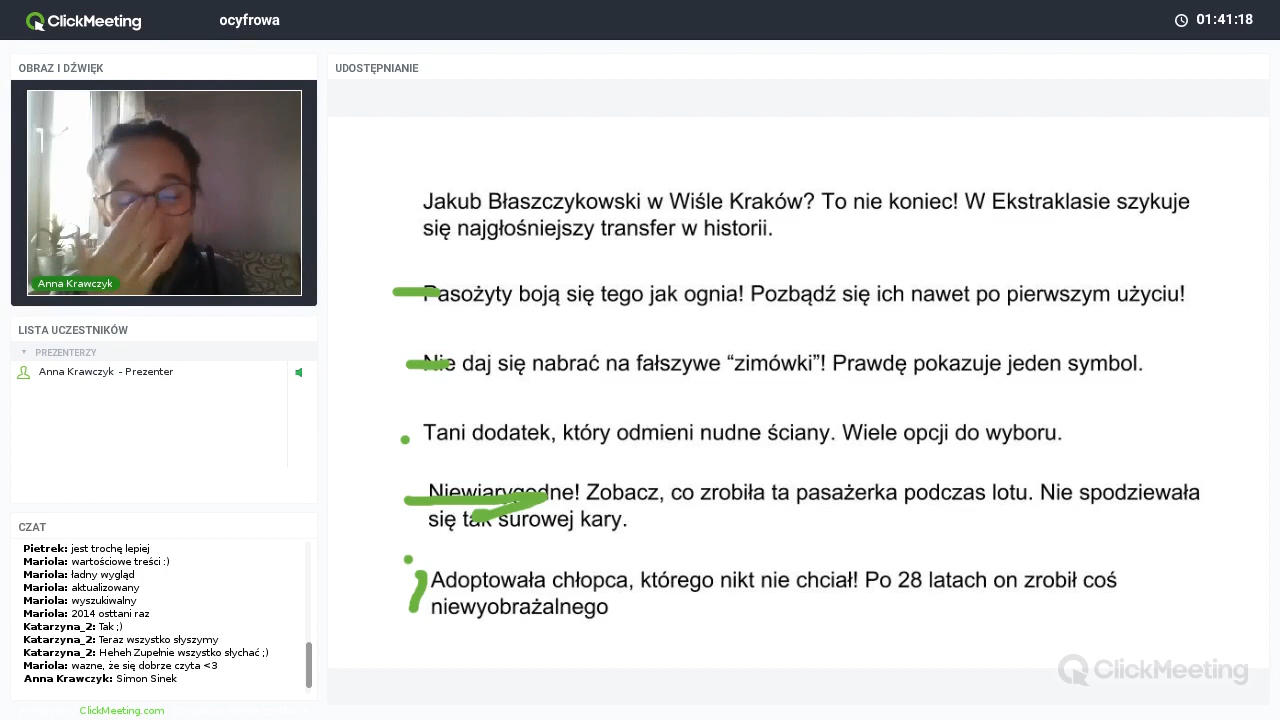 ClickMeeting
ocyfrowa
01:41:18
OBRAZ I DŹWIĘK
Anna Krawczyk
LISTA UCZESTNIKÓW
PREZENTERZY
Anna Krawczyk - Prezenter
CZAT
Pietrek: jest trochę lepiej
Mariola: wartościowe treści :)
Mariola: ładny wygląd
Mariola: aktualizowany
Mariola: wyszukiwalny
Mariola: 2014 osttani raz
Katarzyna_2: Tak ;)
Katarzyna_2: Teraz wszystko słyszymy
Katarzyna_2: Heheh Zupełnie wszystko słychać ;)
Mariola: wazne, że się dobrze czyta <3
Anna Krawczyk: Simon Sinek
ClickMeeting.com
UDOSTĘPNIANIE
Jakub Błaszczykowski w Wiśle Kraków? To nie koniec! W Ekstraklasie szykuje
się najgłośniejszy transfer w historii.
Pasożyty boją się tego jak ognia! Pozbądź się ich nawet po pierwszym użyciu!
Nie daj się nabrać na fałszywe “zimówki”! Prawdę pokazuje jeden symbol.
Tani dodatek, który odmieni nudne ściany. Wiele opcji do wyboru.
Niewiarygodne! Zobacz, co zrobiła ta pasażerka podczas lotu. Nie spodziewała
się tak surowej kary.
Adoptowała chłopca, którego nikt nie chciał! Po 28 latach on zrobił coś
niewyobrażalnego
ClickMeeting